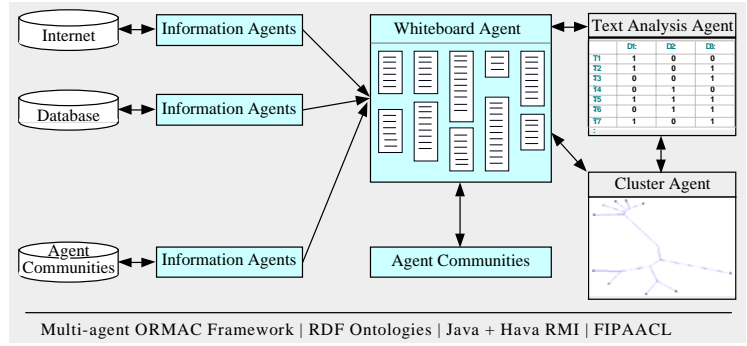 Internet
Information Agents
Database
Information Agents
Agent
Communities
Information Agents
Whiteboard Agent
Agent Communities
Text Analysis Agent
D1: D2: D3:
T1 1 0 0
T2 1 0 1
T3 0 0 1
T4 0 1 0
T5 1 1 1
T6 0 1 1
T7 1 0 1
:
Cluster Agent
Multi-agent ORMAC Framework | RDF Ontologies | Java + Hava RMI | FIPAACL